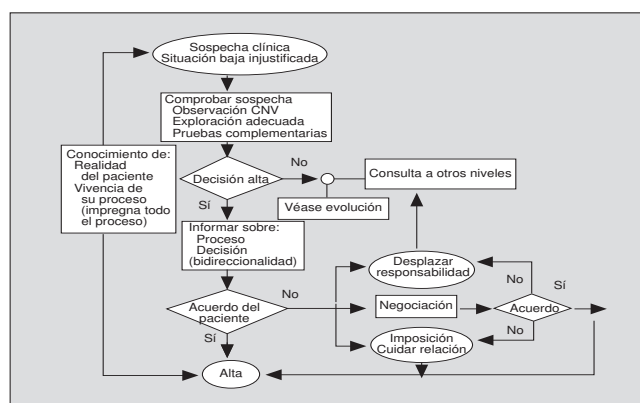 Sospecha clínica
Situación baja injustificada
Comprobar sospecha
Observación CNV
Exploración adecuada
Pruebas complementarias
Conocimiento de:
Realidad
del paciente
Vivencia de
su proceso
(impregna todo
el proceso)
Decisión alta
No
Consulta a otros niveles
Véase evolución
Sí
Informar sobre:
Proceso
Decisión
(bidireccionalidad)
Desplazar
responsabilidad
No
Sí
Acuerdo del
paciente
No
Negociación
Acuerdo
No
Imposición
Cuidar relación
Sí
Alta